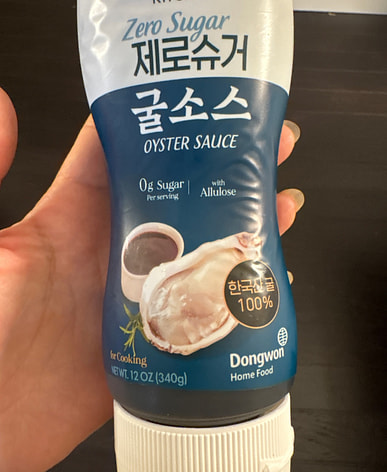 Zero Sugar
제로슈거
굴소스
OYSTER SAUCE
0g Sugar
Per serving
with
Allulose
한국산 굴
100%
for Cooking
NET WT. 12 OZ (340g)
Dongwon
Home Food